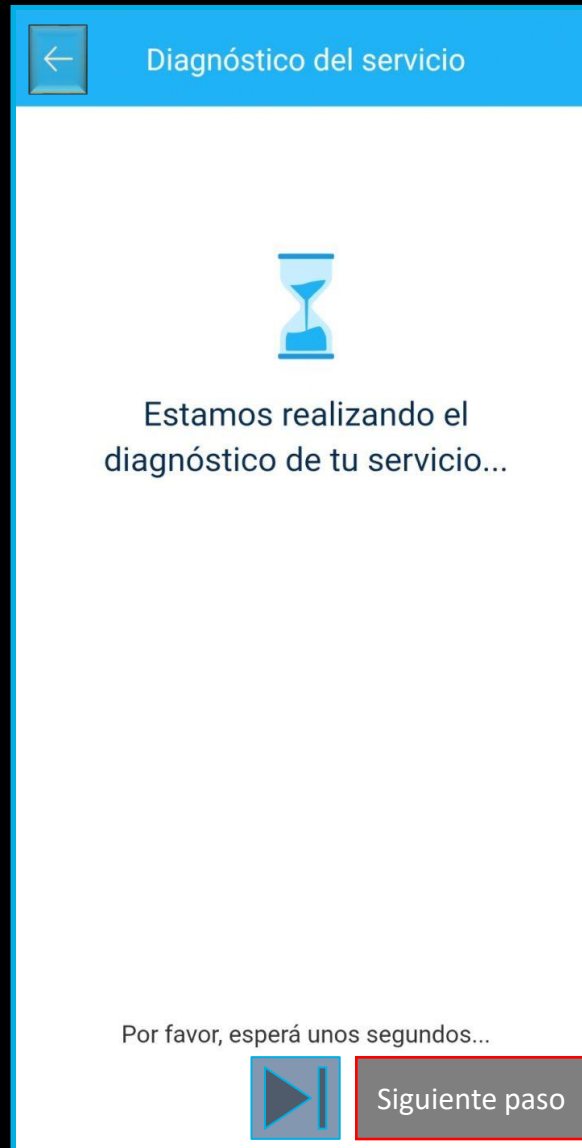 Diagnóstico del servicio
Estamos realizando el
diagnóstico de tu servicio...
Por favor, esperá unos segundos...
Siguiente paso